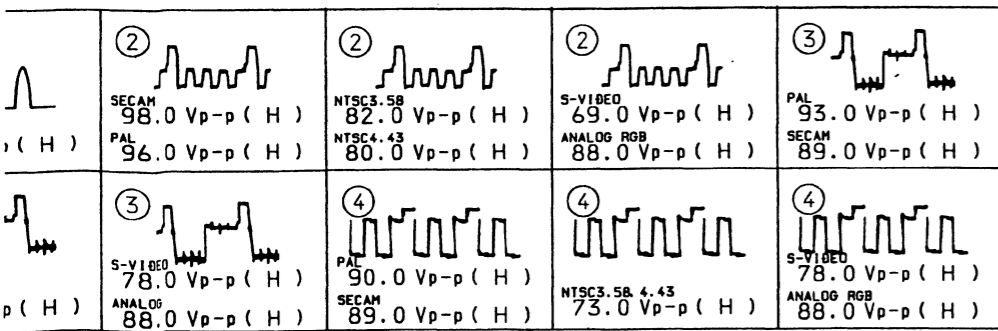 ②
SECAM
98.0 Vp-p ( H )
PAL
96.0 Vp-p ( H )
②
NTSC3.58
82.0 Vp-p ( H )
NTSC4.43
80.0 Vp-p ( H )
②
S-VIDEO
69.0 Vp-p ( H )
ANALOG RGB
88.0 Vp-p ( H )
③
PAL
93.0 Vp-p ( H )
SECAM
89.0 Vp-p ( H )
( H )
③
S-VIDEO
78.0 Vp-p ( H )
ANALOG
88.0 Vp-p ( H )
④
PAL
90.0 Vp-p ( H )
SECAM
89.0 Vp-p ( H )
④
NTSC3.58, 4.43
73.0 Vp-p ( H )
④
S-VIDEO
78.0 Vp-p ( H )
ANALOG RGB
88.0 Vp-p ( H )
p ( H )